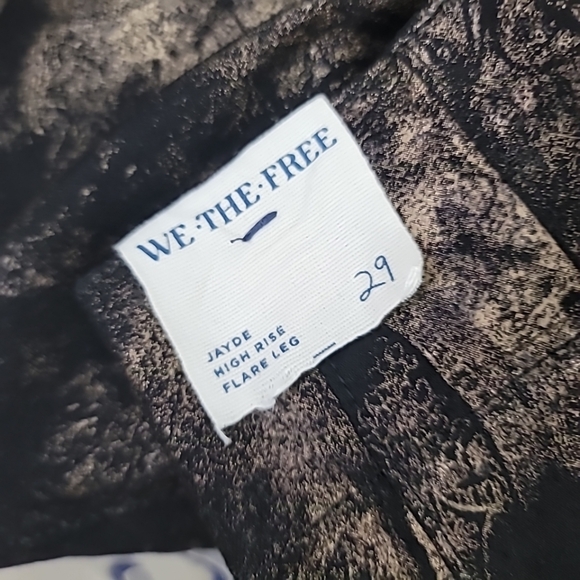 WE·THE·FREE
29
JAYDE
HIGH RISE
FLARE LEG